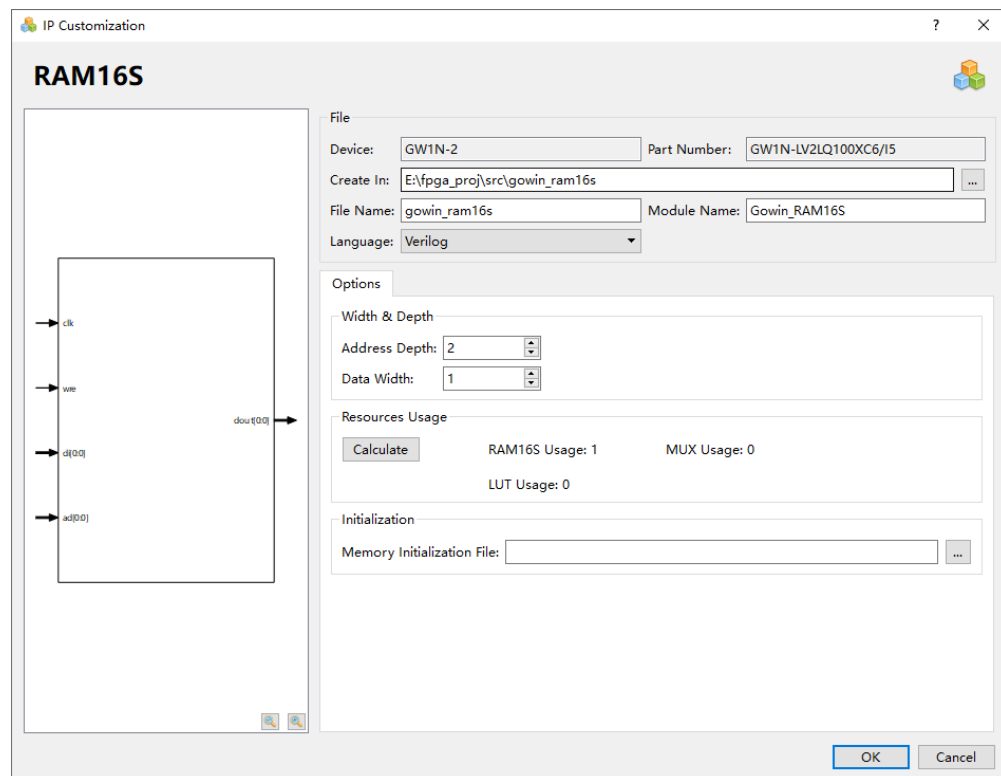 IP Customization
? ×
RAM16S
clk
wre
di[0:0]
ad[0:0]
dout[0:0]
File
Device: GW1N-2 Part Number: GW1N-LV2LQ100XC6/I5
Create In: E:\fpga_proj\src\gowin_ram16s ...
File Name: gowin_ram16s Module Name: Gowin_RAM16S
Language: Verilog
Options
Width & Depth
Address Depth: 2
Data Width: 1
Resources Usage
Calculate RAM16S Usage: 1 MUX Usage: 0
LUT Usage: 0
Initialization
Memory Initialization File: ...
OK Cancel